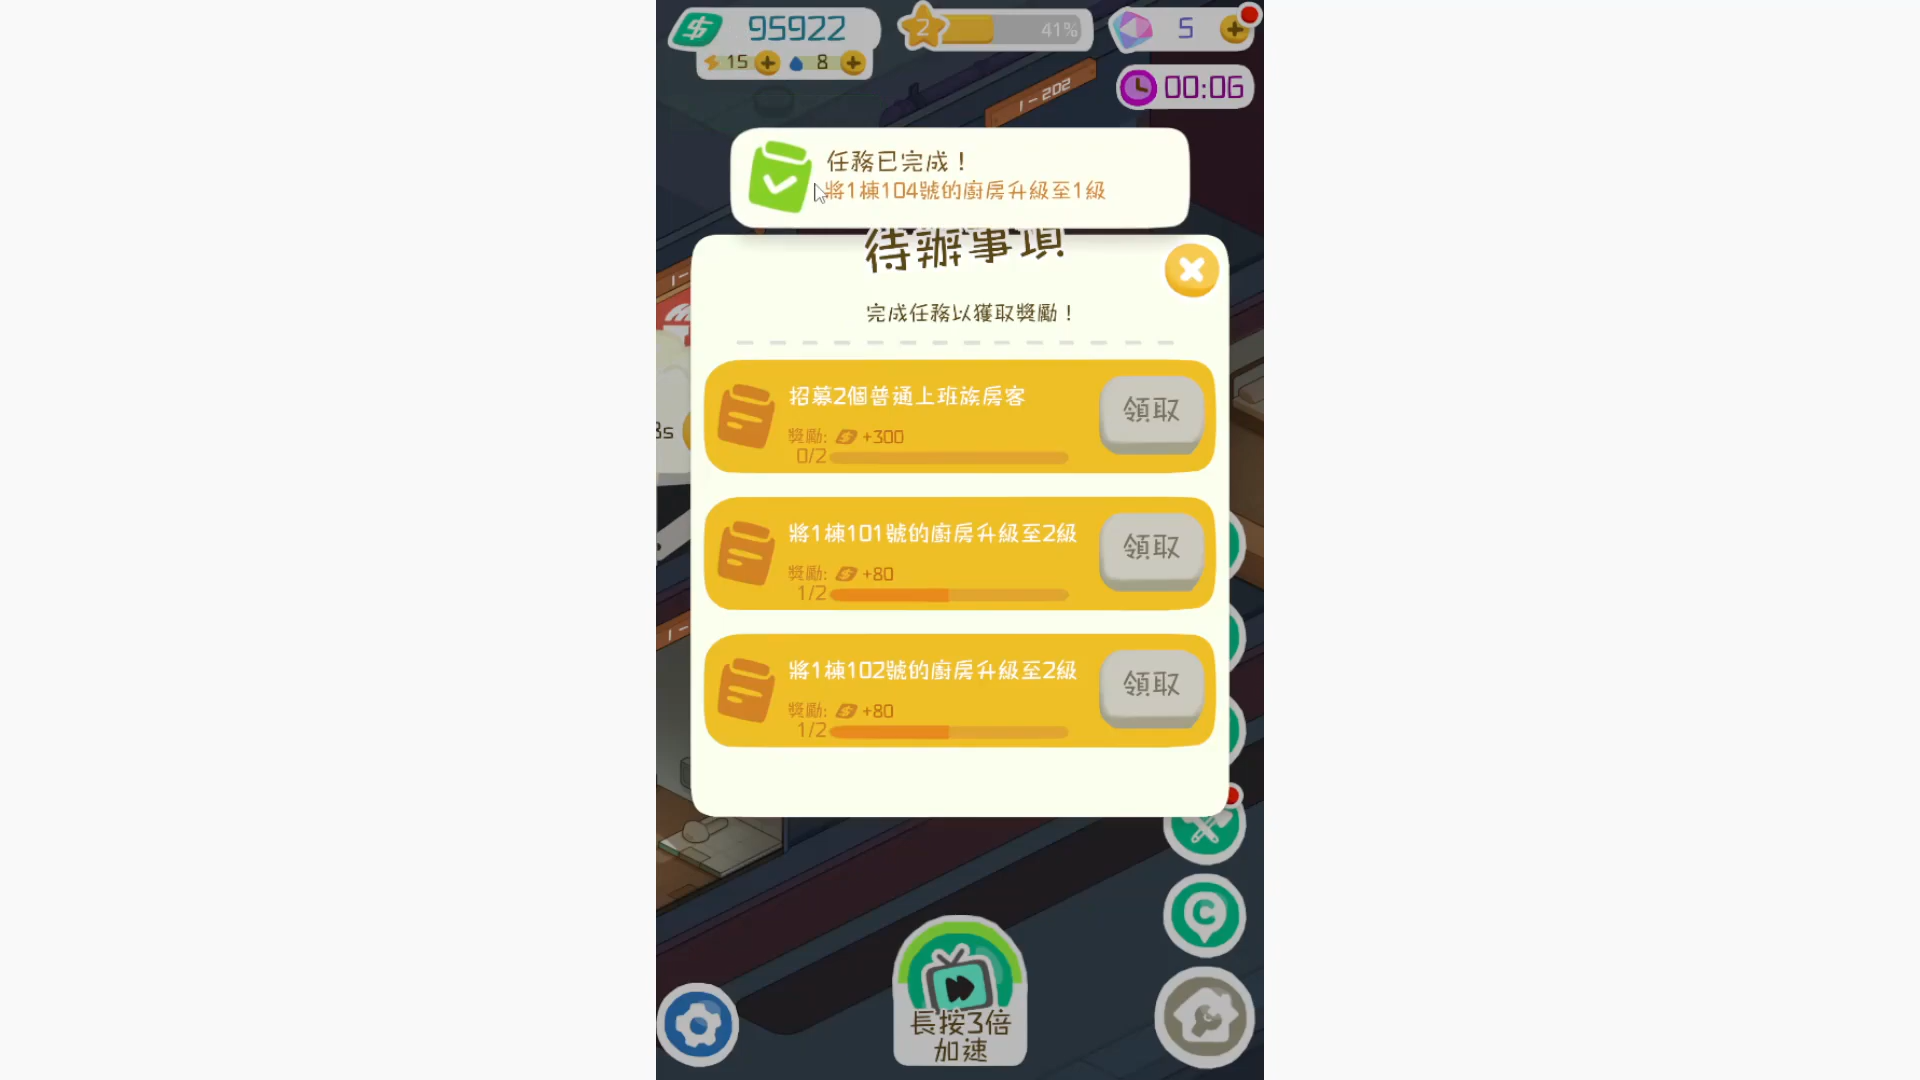 95922
2
41%
5
15
8
1-202
00:06
任務已完成！
將1棟104號的廚房升級至1級
待辦事項
完成任務以獲取獎勵！
招募2個普通上班族房客
領取
獎勵: +300
0/2
將1棟101號的廚房升級至2級
領取
獎勵: +80
1/2
將1棟102號的廚房升級至2級
領取
獎勵: +80
1/2
長按3倍
加速